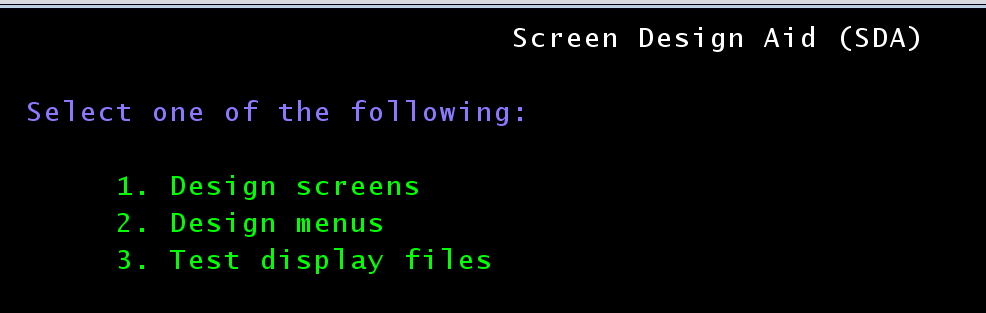 Screen Design Aid (SDA)
Select one of the following:
1. Design screens
2. Design menus
3. Test display files